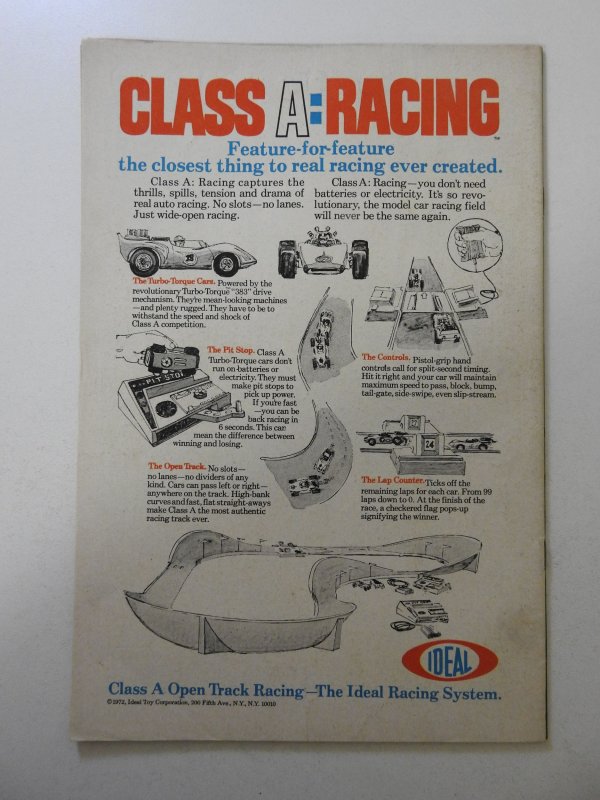 CLASS A: RACING
™
Feature-for-feature
the closest thing to real racing ever created.
Class A: Racing captures the
thrills, spills, tension and drama of
real auto racing. No slots—no lanes.
Just wide-open racing.
Class A: Racing—you don't need
batteries or electricity. It's so revo-
lutionary, the model car racing field
will never be the same again.
The Turbo-Torque Cars. Powered by the
revolutionary Turbo-Torque™ "383" drive
mechanism. They're mean-looking machines
—and plenty rugged. They have to be to
withstand the speed and shock of
Class A competition.
The Pit Stop. Class A
Turbo-Torque cars don't
run on batteries or
electricity. They must
make pit stops to
pick up power.
If you're fast
—you can be
back racing in
6 seconds. This can
mean the difference between
winning and losing.
PIT STOP
The Controls. Pistol-grip hand
controls call for split-second timing.
Hit it right and your car will maintain
maximum speed to pass, block, bump,
tail-gate, side-swipe, even slip-stream.
The Open Track. No slots—
no lanes—no dividers of any
kind. Cars can pass left or right—
anywhere on the track. High-bank
curves and fast, flat straight-aways
make Class A the most authentic
racing track ever.
24
The Lap Counter. Ticks off the
remaining laps for each car. From 99
laps down to 0. At the finish of the
race, a checkered flag pops-up
signifying the winner.
IDEAL
Class A Open Track Racing—The Ideal Racing System.
©1972, Ideal Toy Corporation, 200 Fifth Ave., N.Y., N.Y. 10010